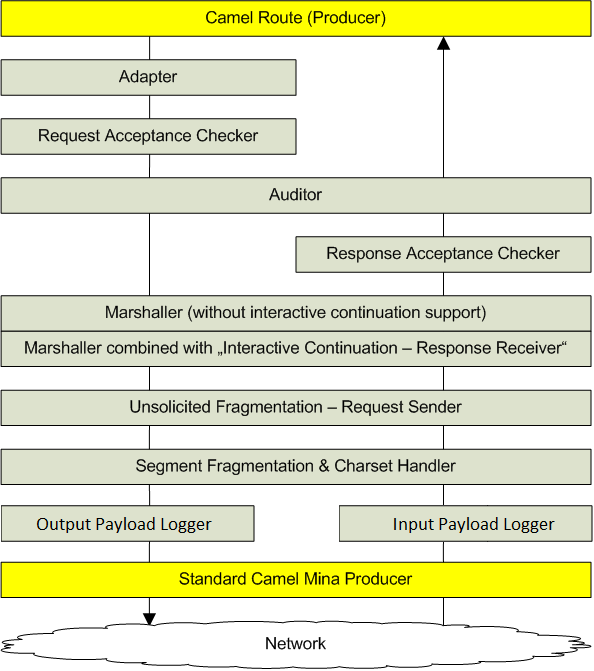 Camel Route (Producer)
Adapter
Request Acceptance Checker
Auditor
Response Acceptance Checker
Marshaller (without interactive continuation support)
Marshaller combined with „Interactive Continuation – Response Receiver“
Unsolicited Fragmentation – Request Sender
Segment Fragmentation & Charset Handler
Output Payload Logger
Input Payload Logger
Standard Camel Mina Producer
Network